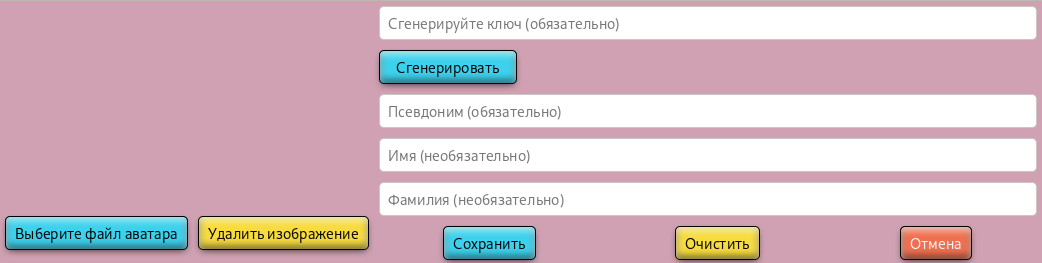 Сгенерируйте ключ (обязательно)
Сгенерировать
Псевдоним (обязательно)
Имя (необязательно)
Фамилия (необязательно)
Выберите файл аватара Удалить изображение
Сохранить Очистить Отмена